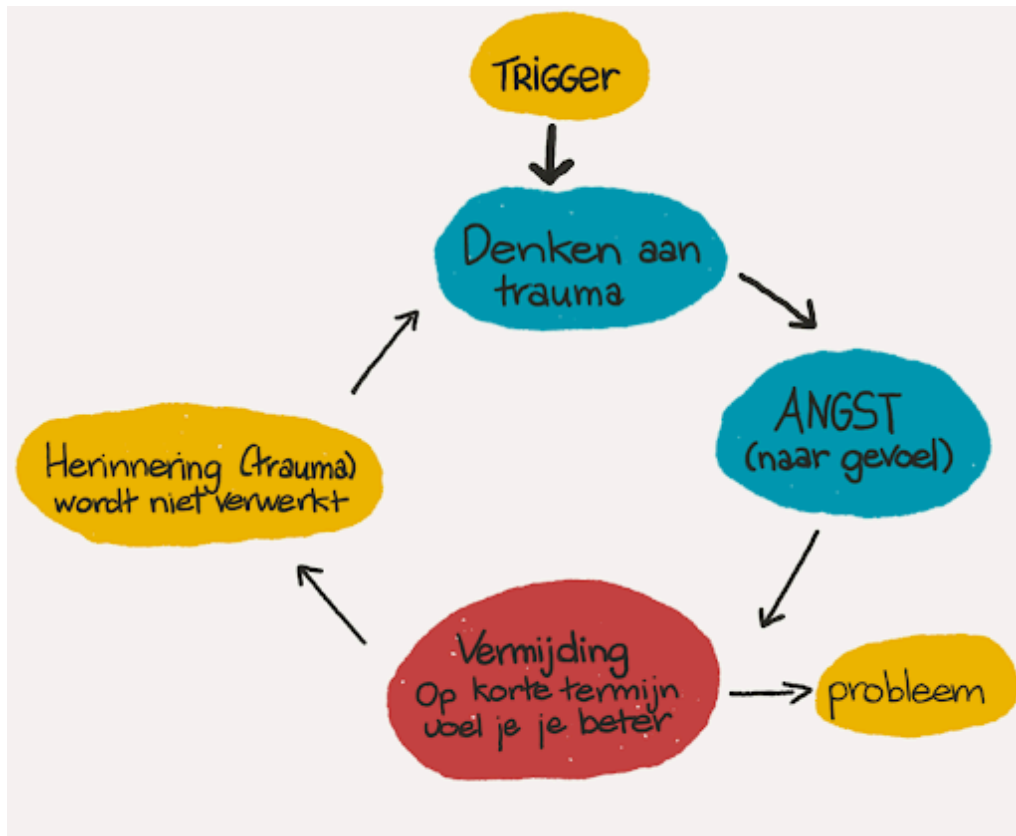 TRIGGer
Denken aan
trauma
ANGST
(naar gevoel)
Herinnering (trauma)
wordt niet verwerkt
Vermijding
Op korte termijn
voel je je beter
probleem